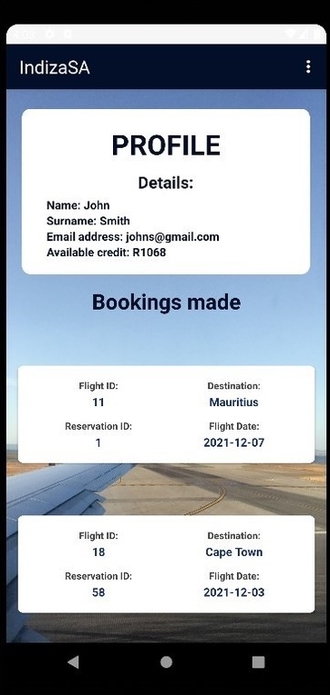 IndizaSA
PROFILE
Details:
Name: John
Surname: Smith
Email address: johns@gmail.com
Available credit: R1068
Bookings made
Flight ID: Destination:
11 Mauritius
Reservation ID: Flight Date:
1 2021-12-07
Flight ID: Destination:
18 Cape Town
Reservation ID: Flight Date:
58 2021-12-03